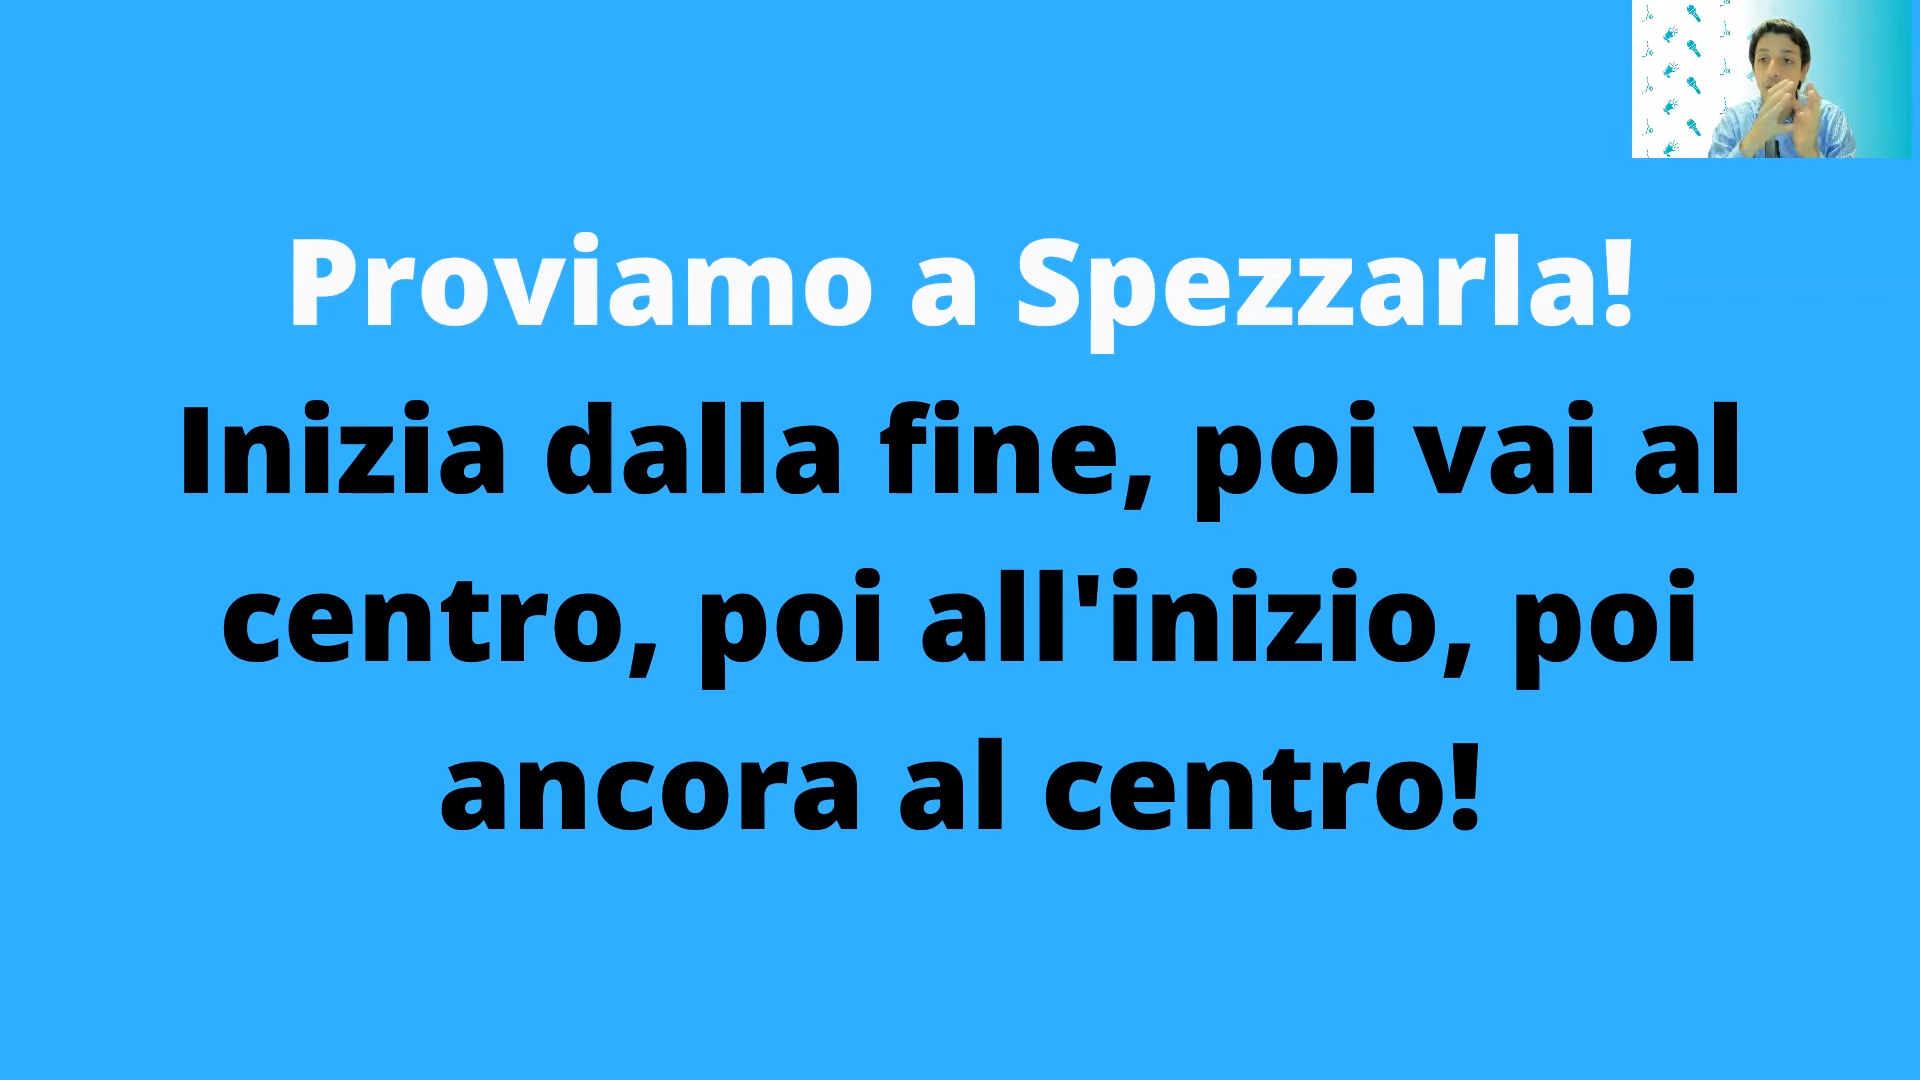 Proviamo a Spezzarla!
Inizia dalla fine, poi vai al
centro, poi all'inizio, poi
ancora al centro!